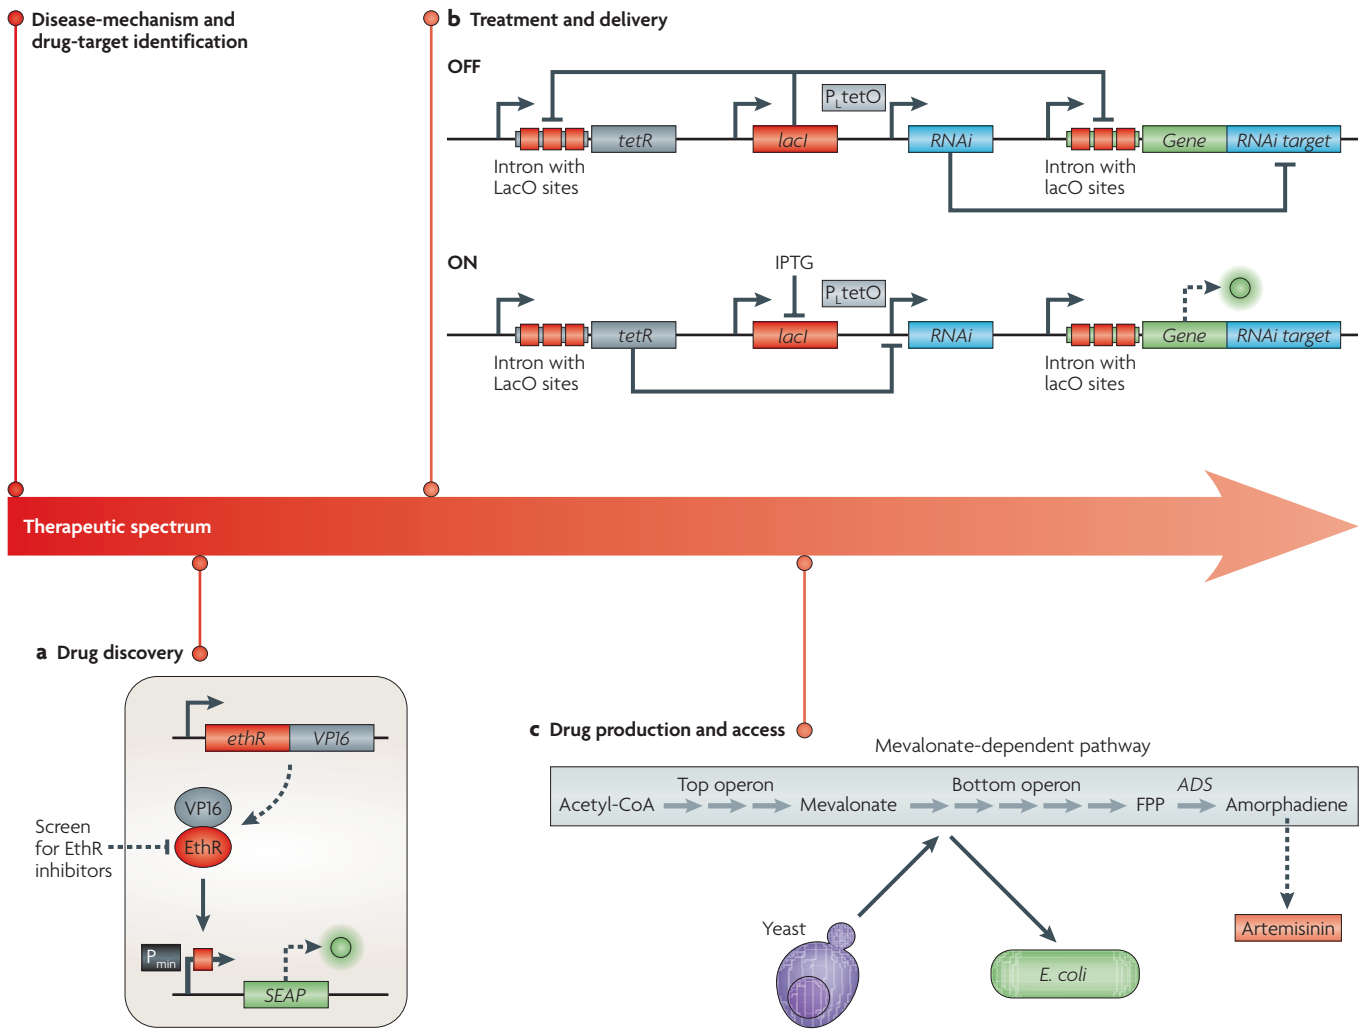 Disease-mechanism and
drug-target identification
b Treatment and delivery
OFF
PLtetO
tetR
lacI
RNAi
Gene
RNAi target
Intron with
LacO sites
Intron with
lacO sites
ON
IPTG
PLtetO
tetR
lacI
RNAi
Gene
RNAi target
Intron with
LacO sites
Intron with
lacO sites
Therapeutic spectrum
a Drug discovery
ethR
VP16
VP16
EthR
Screen
for EthR
inhibitors
Pmin
SEAP
c Drug production and access
Mevalonate-dependent pathway
Top operon
Bottom operon
ADS
Acetyl-CoA
Mevalonate
FPP
Amorphadiene
Yeast
E. coli
Artemisinin